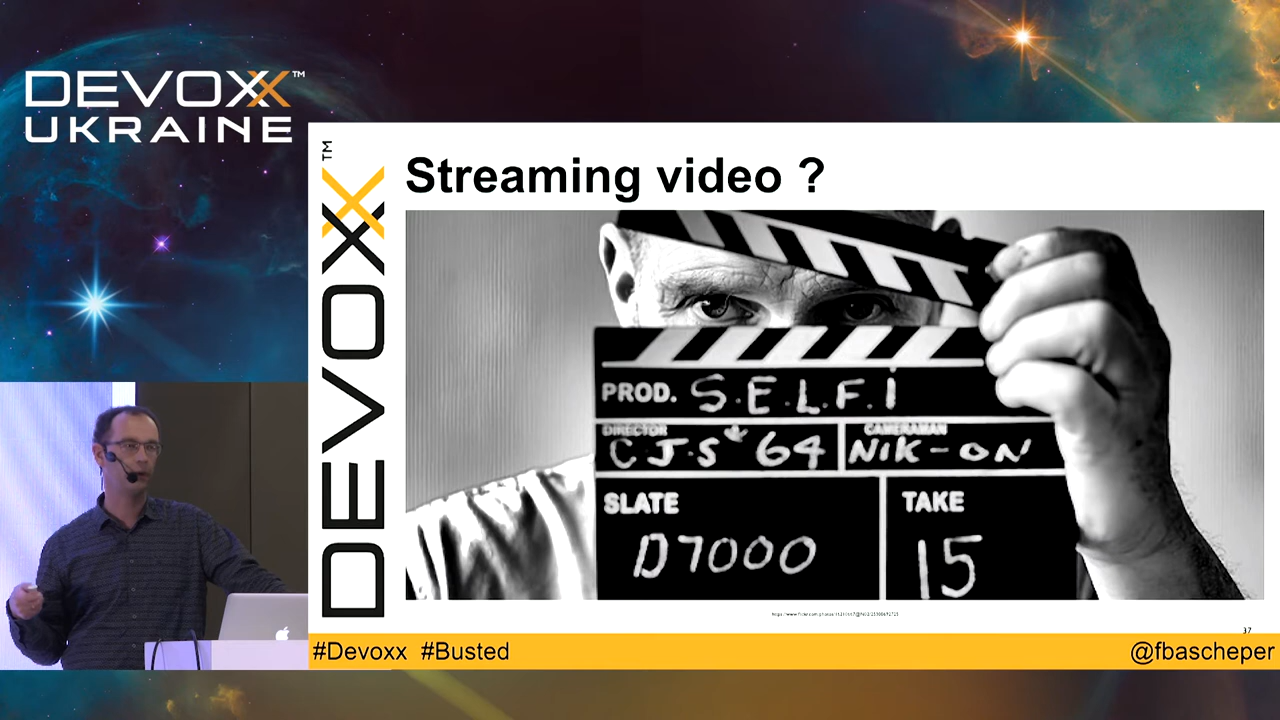 DEVOXX™
UKRAINE
DEVOXX™
Streaming video ?
PROD. S.E.L.F.I
DIRECTOR
CAMERAMAN
C J.S*64
NIK-ON
SLATE
TAKE
D7000
15
37
#Devoxx #Busted
@fbascheper